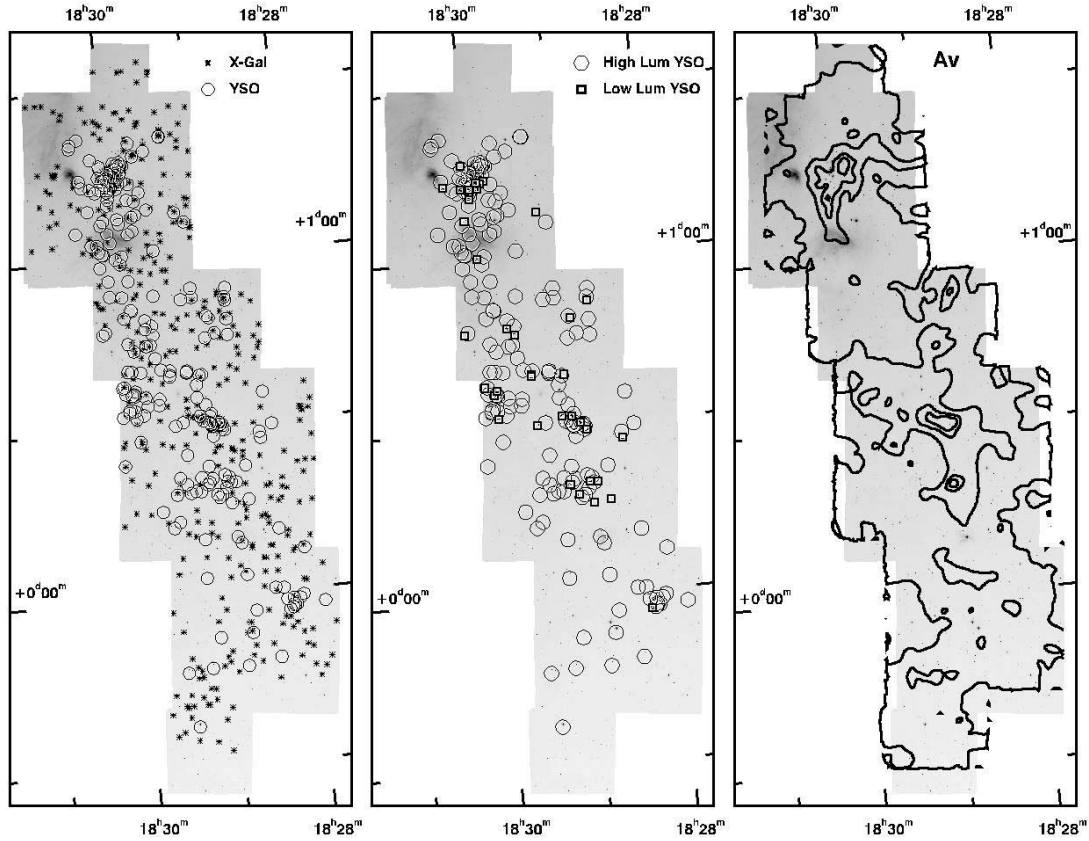 18ʰ30ᵐ 18ʰ28ᵐ 18ʰ30ᵐ 18ʰ28ᵐ 18ʰ30ᵐ 18ʰ28ᵐ
X-Gal
YSO
High Lum YSO
Low Lum YSO
Av
+1ᵈ00ᵐ +1ᵈ00ᵐ +1ᵈ00ᵐ
+0ᵈ00ᵐ +0ᵈ00ᵐ +0ᵈ00ᵐ
18ʰ30ᵐ 18ʰ28ᵐ 18ʰ30ᵐ 18ʰ28ᵐ 18ʰ30ᵐ 18ʰ28ᵐ